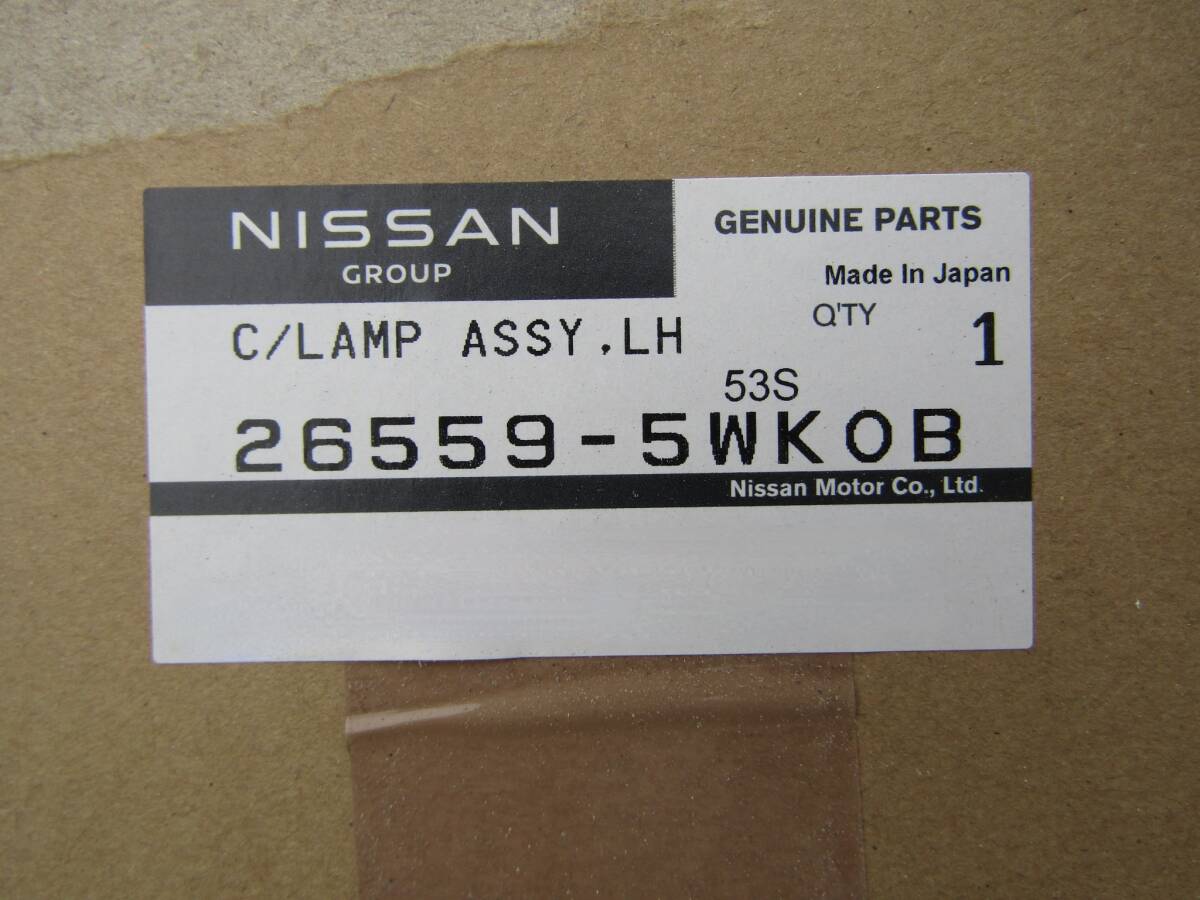 NISSAN
GROUP
GENUINE PARTS
Made In Japan
C/LAMP ASSY,LH
Q'TY 1
53S
26559-5WK0B
Nissan Motor Co., Ltd.